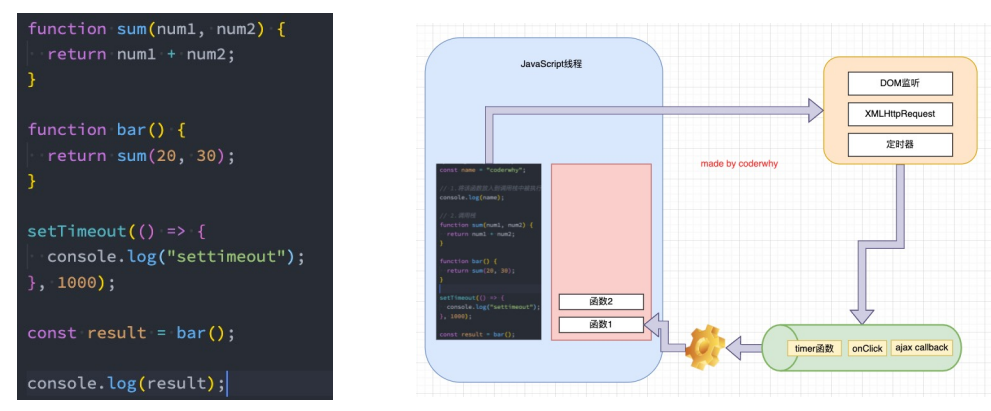 function sum(num1, num2) {
return num1 + num2;
}
function bar() {
return sum(20, 30);
}
setTimeout(() => {
console.log("settimeout");
}, 1000);
const result = bar();
console.log(result);
JavaScript线程
DOM监听
XMLHttpRequest
定时器
made by coderwhy
const name = "coderwhy";
console.log(name);
// 2.调用栈
function sum(num1, num2) {
return num1 + num2;
}
function bar() {
return sum(20, 30);
}
setTimeout(() => {
console.log("settimeout");
}, 1000);
const result = bar();
函数2
函数1
timer函数
onClick
ajax callback